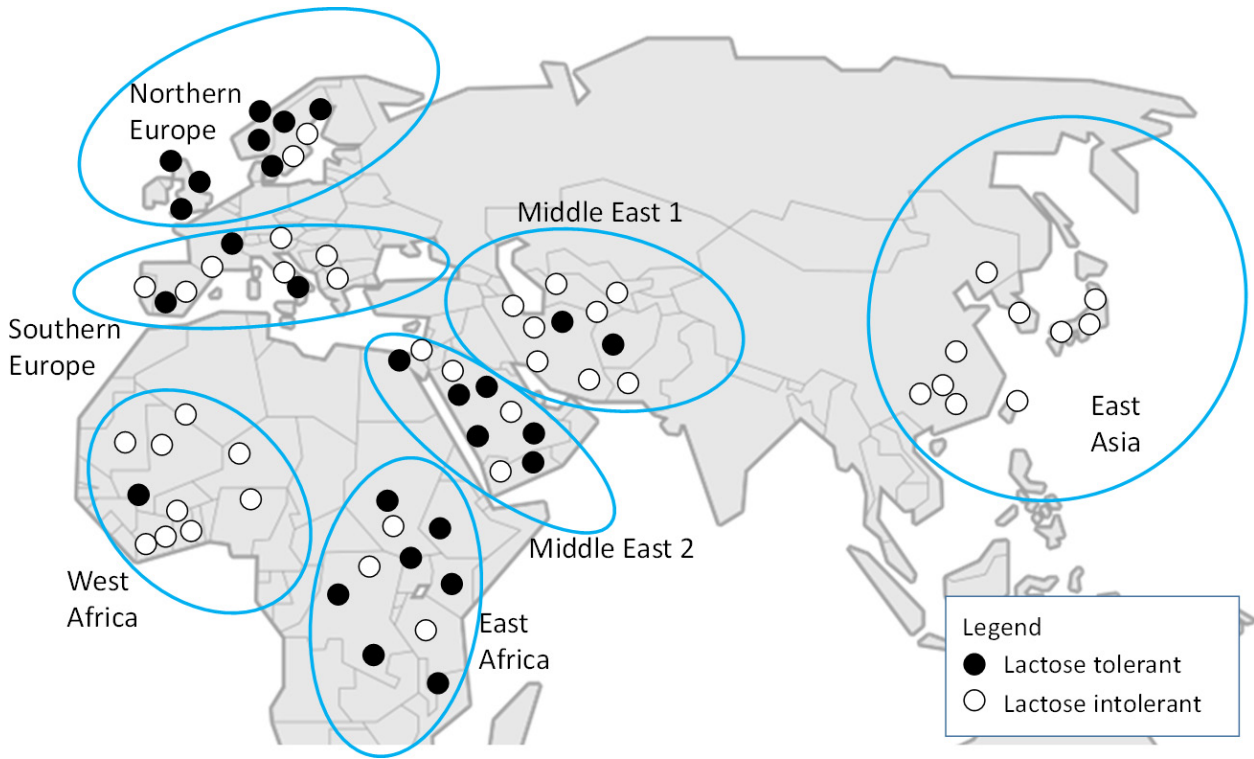 Northern
Europe
Middle East 1
Southern
Europe
East
Asia
Middle East 2
West
Africa
East
Africa
Legend
Lactose tolerant
Lactose intolerant